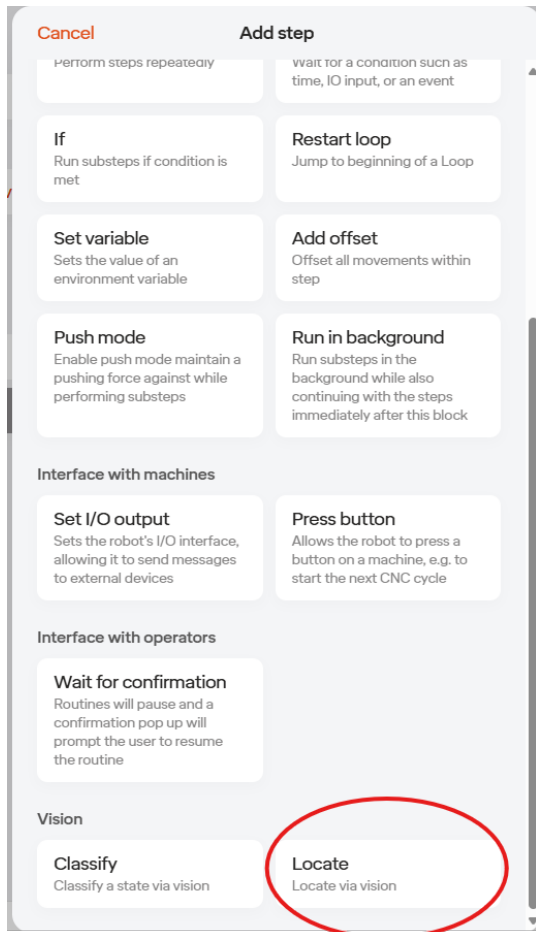 Cancel
Add step
Perform steps repeatedly
Wait for a condition such as
time, IO input, or an event
If
Run substeps if condition is
met
Restart loop
Jump to beginning of a Loop
Set variable
Sets the value of an
environment variable
Add offset
Offset all movements within
step
Push mode
Enable push mode maintain a
pushing force against while
performing substeps
Run in background
Run substeps in the
background while also
continuing with the steps
immediately after this block
Interface with machines
Set I/O output
Sets the robot's I/O interface,
allowing it to send messages
to external devices
Press button
Allows the robot to press a
button on a machine, e.g. to
start the next CNC cycle
Interface with operators
Wait for confirmation
Routines will pause and a
confirmation pop up will
prompt the user to resume
the routine
Vision
Classify
Classify a state via vision
Locate
Locate via vision